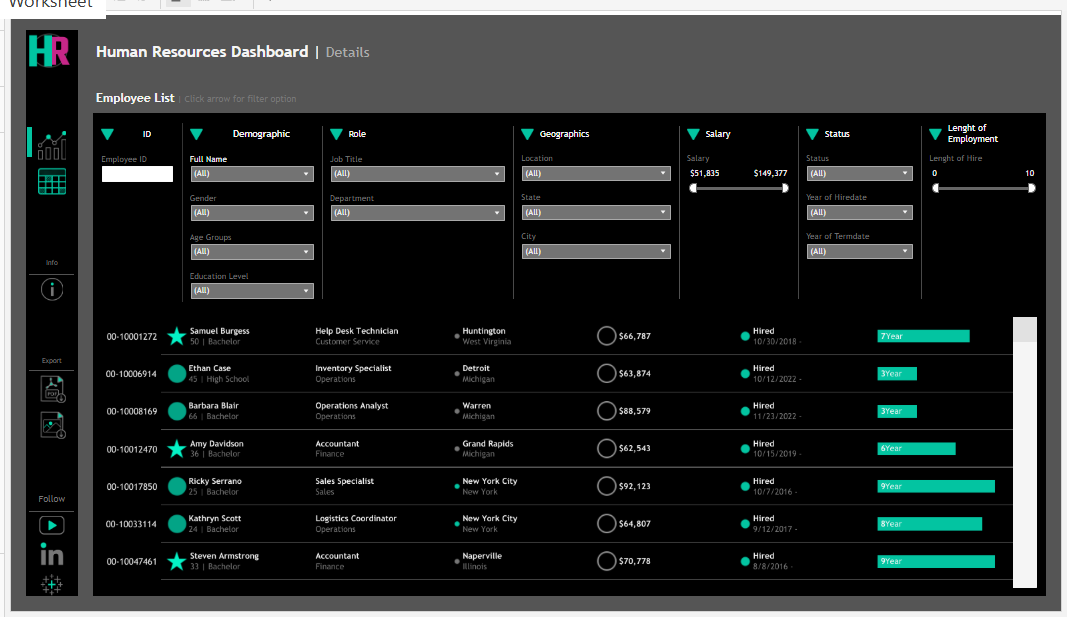 Worksheet
HR
Human Resources Dashboard | Details
Employee List | Click arrow for filter option
ID
Demographic
Role
Geographics
Salary
Status
Lenght of
Employment
Employee ID
Full Name
(All)
Gender
(All)
Age Groups
(All)
Education Level
(All)
Job Title
(All)
Department
(All)
Location
(All)
State
(All)
City
(All)
Salary
$51,835 $149,377
Status
(All)
Year of Hiredate
(All)
Year of Termdate
(All)
Lenght of Hire
0 10
Info
Export
PDF
Follow
in
00-10001272 Samuel Burgess Help Desk Technician Huntington $66,787 Hired 7Year
50 | Bachelor Customer Service West Virginia 10/30/2018 -
00-10006914 Ethan Case Inventory Specialist Detroit $63,874 Hired 3Year
45 | High School Operations Michigan 10/12/2022 -
00-10008169 Barbara Blair Operations Analyst Warren $88,579 Hired 3Year
66 | Bachelor Operations Michigan 11/23/2022 -
00-10012470 Amy Davidson Accountant Grand Rapids $62,543 Hired 6Year
36 | Bachelor Finance Michigan 10/15/2019 -
00-10017850 Ricky Serrano Sales Specialist New York City $92,123 Hired 9Year
25 | Bachelor Sales New York 10/7/2016 -
00-10033114 Kathryn Scott Logistics Coordinator New York City $64,807 Hired 8Year
24 | Bachelor Operations New York 9/12/2017 -
00-10047461 Steven Armstrong Accountant Naperville $70,778 Hired 9Year
33 | Bachelor Finance Illinois 8/8/2016 -